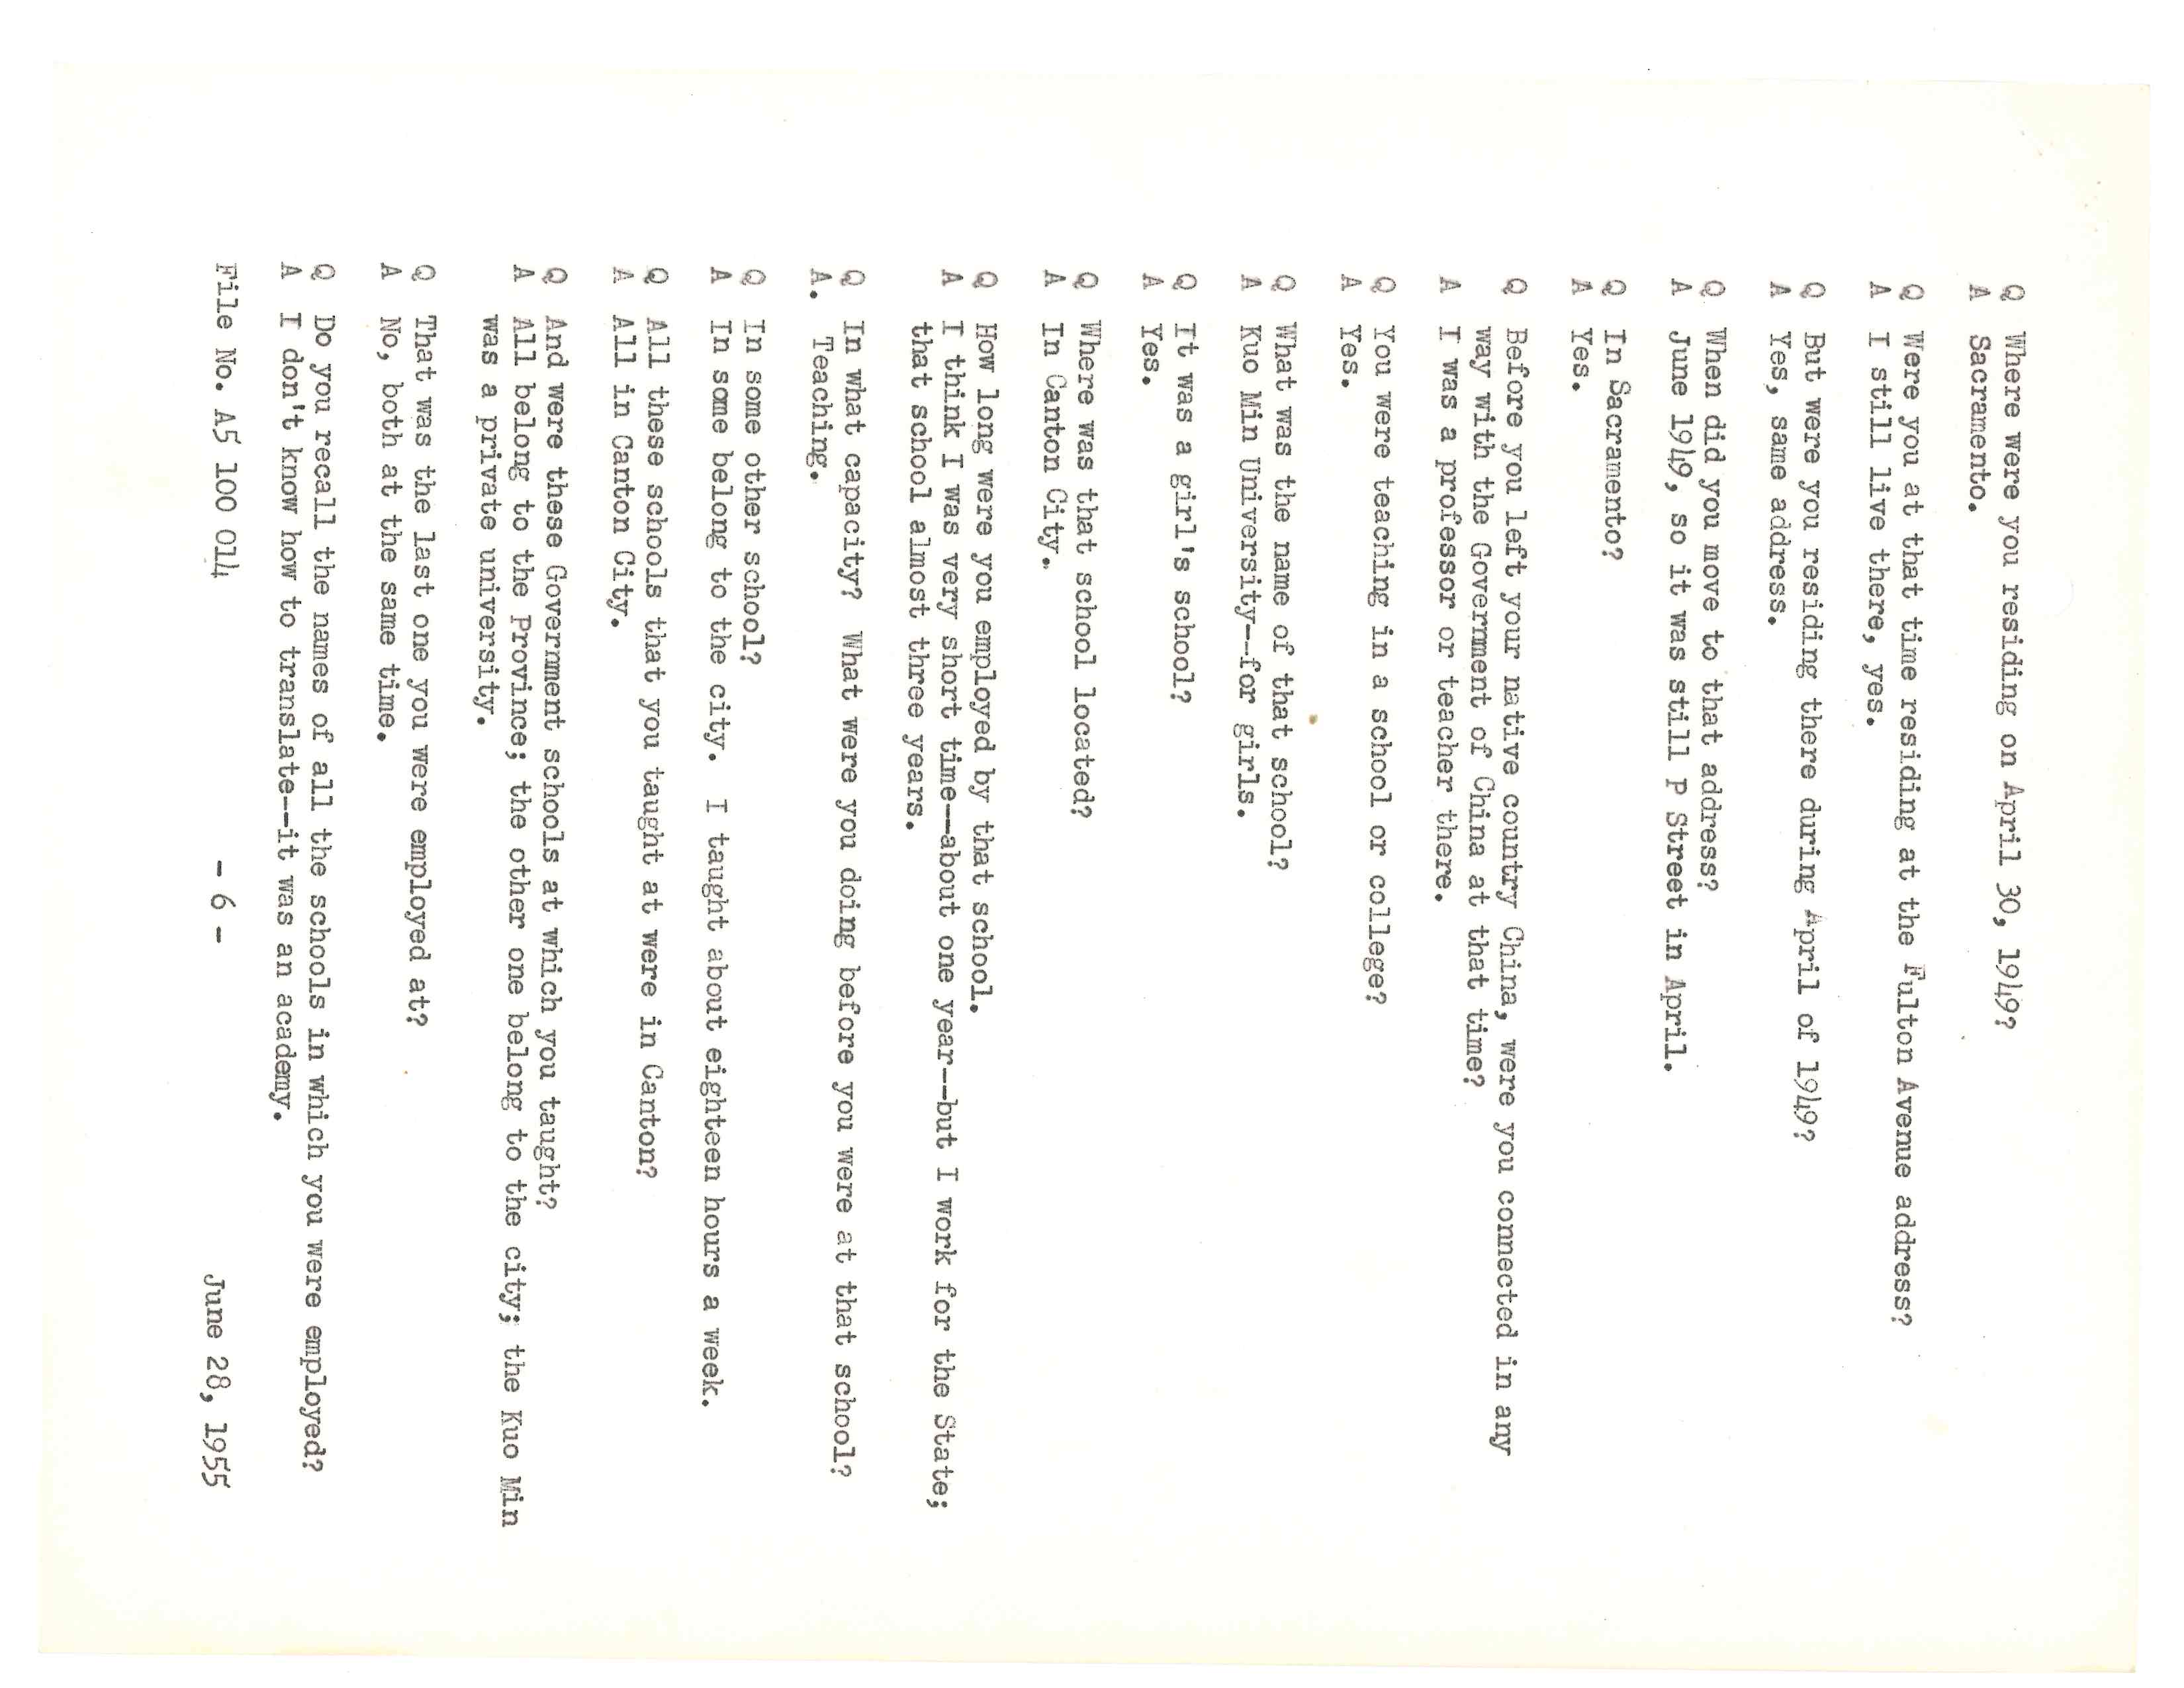 Q Where were you residing on April 30, 1949?
A Sacramento.
Q Were you at that time residing at the Fulton Avenue address?
A I still live there, yes.
Q But were you residing there during April of 1949?
A Yes, same address.
Q When did you move to that address?
A June 1949, so it was still P Street in April.
Q In Sacramento?
A Yes.
Q Before you left your native country China, were you connected in any
way with the Government of China at that time?
A I was a professor or teacher there.
Q You were teaching in a school or college?
A Yes.
Q What was the name of that school?
A Kuo Min University--for girls.
Q It was a girl's school?
A Yes.
Q Where was that school located?
A In Canton City.
Q How long were you employed by that school.
A I think I was very short time--about one year--but I work for the State;
that school almost three years.
Q In what capacity? What were you doing before you were at that school?
A. Teaching.
Q In some other school?
A In some belong to the city. I taught about eighteen hours a week.
Q All these schools that you taught at were in Canton?
A All in Canton City.
Q And were these Government schools at which you taught?
A All belong to the Province; the other one belong to the city; the Kuo Min
was a private university.
Q That was the last one you were employed at?
A No, both at the same time.
Q Do you recall the names of all the schools in which you were employed?
A I don't know how to translate--it was an academy.
File No. A5 100 014 - 6 - June 28, 1955